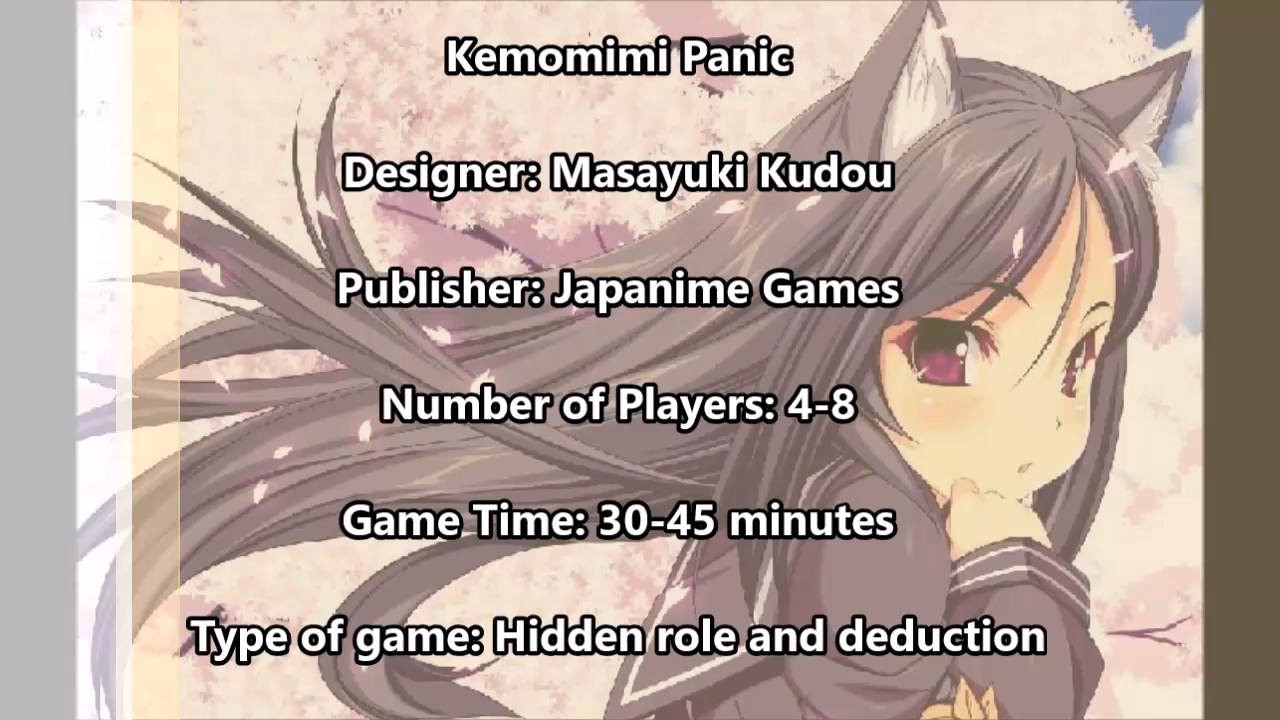 Kemomimi Panic
Designer: Masayuki Kudou
Publisher: Japanime Games
Number of Players: 4-8
Game Time: 30-45 minutes
Type of game: Hidden role and deduction